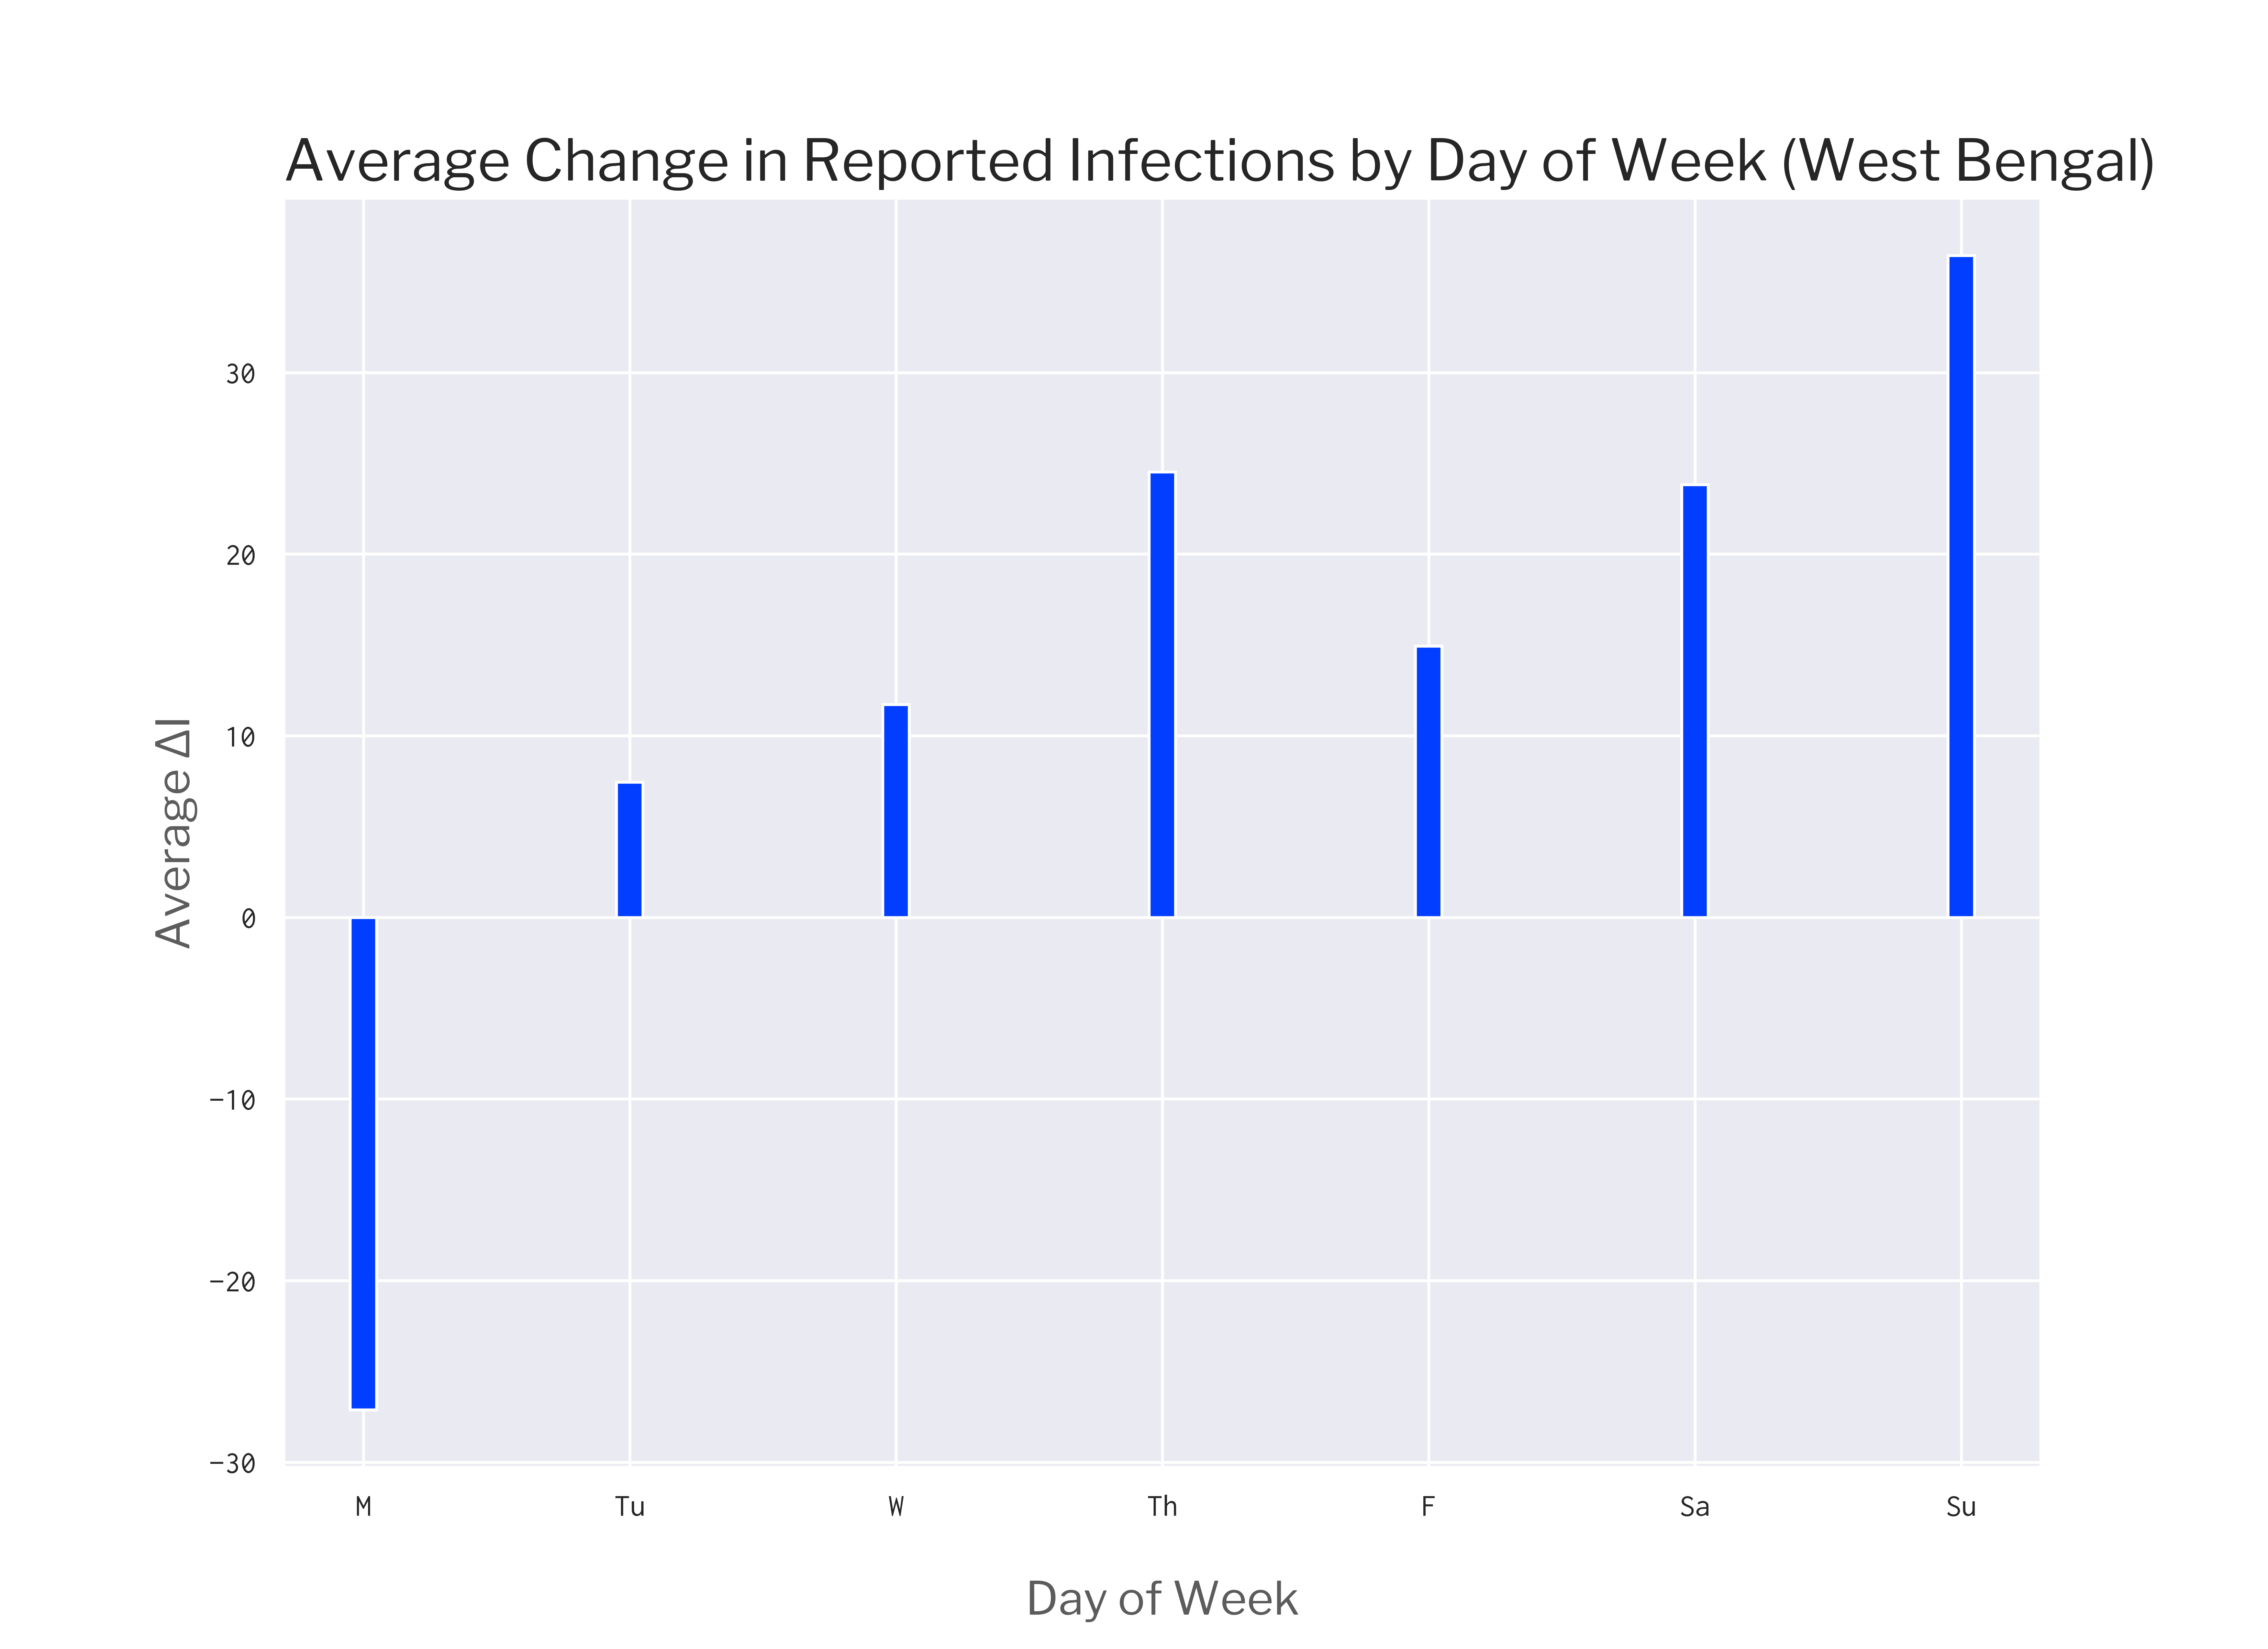 Average Change in Reported Infections by Day of Week (West Bengal)
30
20
10
0
−10
−20
−30
Average ΔI
M Tu W Th F Sa Su
Day of Week